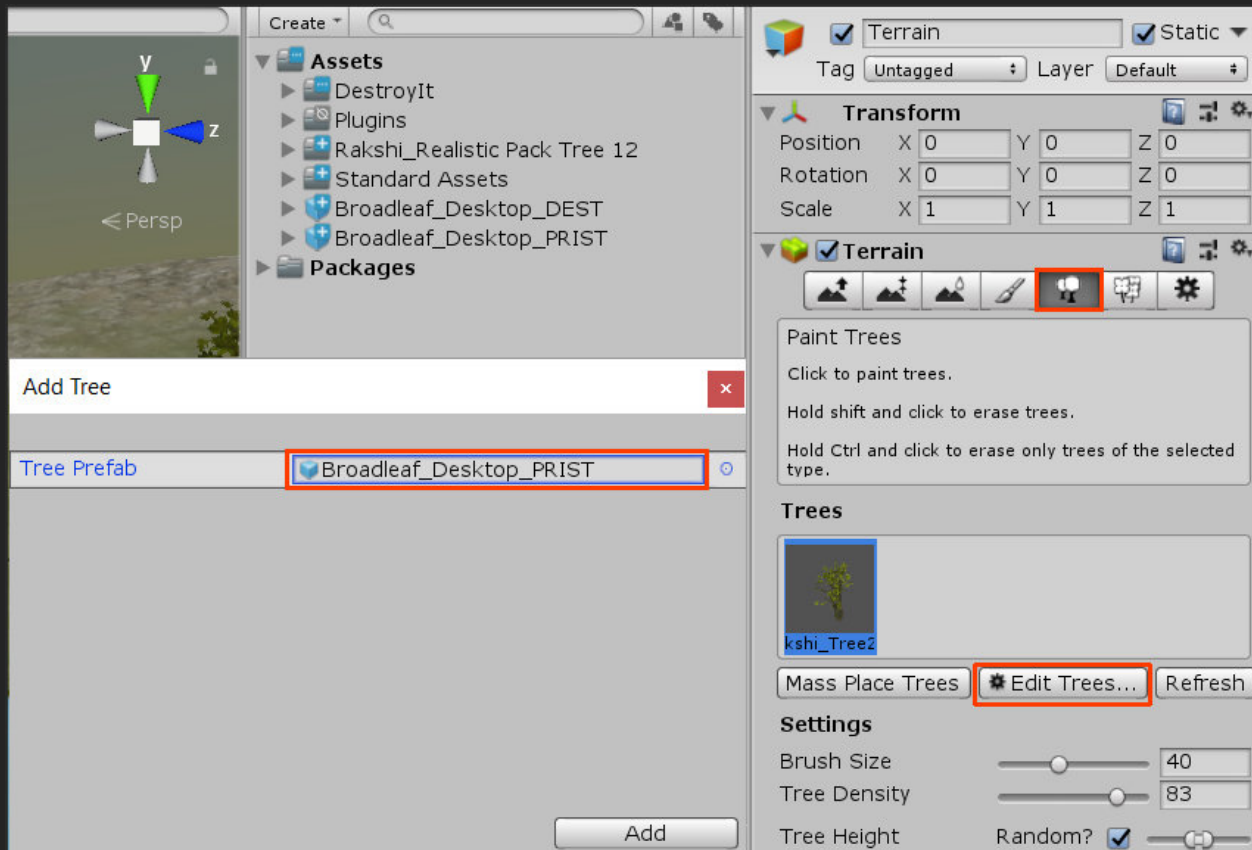 y
z
Persp
Create
Assets
DestroyIt
Plugins
Rakshi_Realistic Pack Tree 12
Standard Assets
Broadleaf_Desktop_DEST
Broadleaf_Desktop_PRIST
Packages
Add Tree
Tree Prefab Broadleaf_Desktop_PRIST
Add
Terrain Static
Tag Untagged Layer Default
Transform
Position X 0 Y 0 Z 0
Rotation X 0 Y 0 Z 0
Scale X 1 Y 1 Z 1
Terrain
Paint Trees
Click to paint trees.
Hold shift and click to erase trees.
Hold Ctrl and click to erase only trees of the selected
type.
Trees
kshi_Tree2
Mass Place Trees Edit Trees... Refresh
Settings
Brush Size 40
Tree Density 83
Tree Height Random?